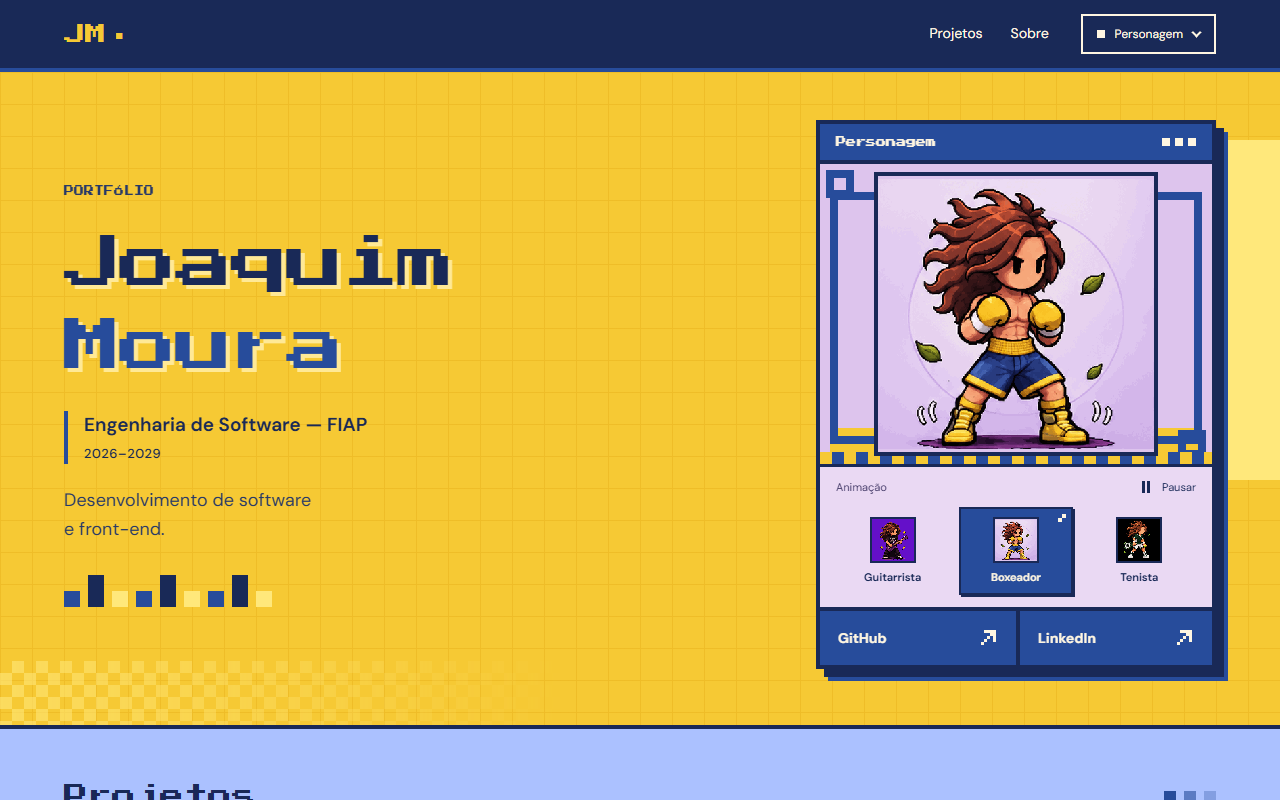 JM .
Projetos
Sobre
Personagem
PORTFóLIO
Joaquim
Moura
Engenharia de Software — FIAP
2026–2029
Desenvolvimento de software
e front-end.
Personagem
Animação
Pausar
Guitarrista
Boxeador
Tenista
GitHub
LinkedIn
Projetos